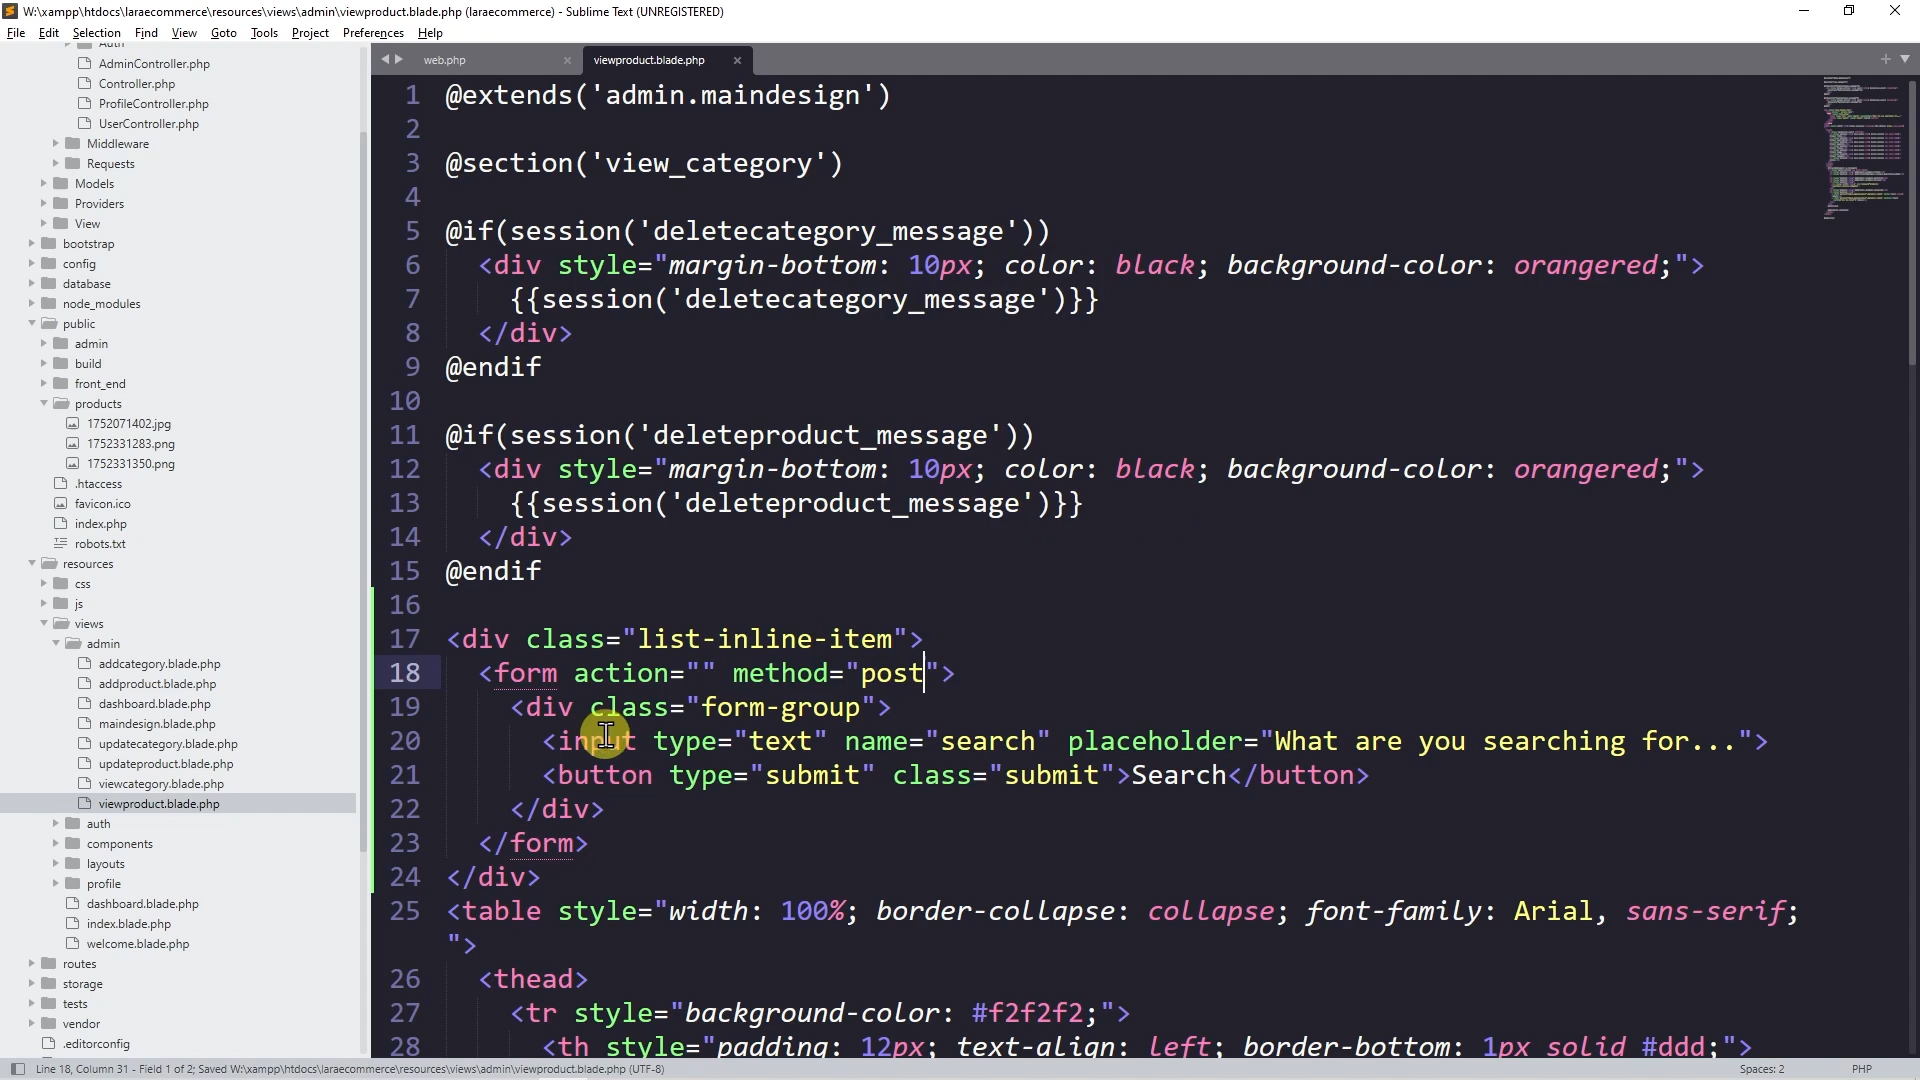 W:\xampp\htdocs\laraecommerce\resources\views\admin\viewproduct.blade.php (laraecommerce) - Sublime Text (UNREGISTERED)
File Edit Selection Find View Goto Tools Project Preferences Help
Auth
AdminController.php
Controller.php
ProfileController.php
UserController.php
Middleware
Requests
Models
Providers
View
bootstrap
config
database
node_modules
public
admin
build
front_end
products
1752071402.jpg
1752331283.png
1752331350.png
.htaccess
favicon.ico
index.php
robots.txt
resources
css
js
views
admin
addcategory.blade.php
addproduct.blade.php
dashboard.blade.php
maindesign.blade.php
updatecategory.blade.php
updateproduct.blade.php
viewcategory.blade.php
viewproduct.blade.php
auth
components
layouts
profile
dashboard.blade.php
index.blade.php
welcome.blade.php
routes
storage
tests
vendor
.editorconfig
web.php
viewproduct.blade.php
1 @extends('admin.maindesign')
2
3 @section('view_category')
4
5 @if(session('deletecategory_message'))
6 <div style="margin-bottom: 10px; color: black; background-color: orangered;">
7 {{session('deletecategory_message')}}
8 </div>
9 @endif
10
11 @if(session('deleteproduct_message'))
12 <div style="margin-bottom: 10px; color: black; background-color: orangered;">
13 {{session('deleteproduct_message')}}
14 </div>
15 @endif
16
17 <div class="list-inline-item">
18 <form action="" method="post">
19 <div class="form-group">
20 <input type="text" name="search" placeholder="What are you searching for...">
21 <button type="submit" class="submit">Search</button>
22 </div>
23 </form>
24 </div>
25 <table style="width: 100%; border-collapse: collapse; font-family: Arial, sans-serif;
">
26 <thead>
27 <tr style="background-color: #f2f2f2;">
28 <th style="padding: 12px; text-align: left; border-bottom: 1px solid #ddd;">
Line 18, Column 31 - Field 1 of 2; Saved W:\xampp\htdocs\laraecommerce\resources\views\admin\viewproduct.blade.php (UTF-8)
Spaces: 2
PHP